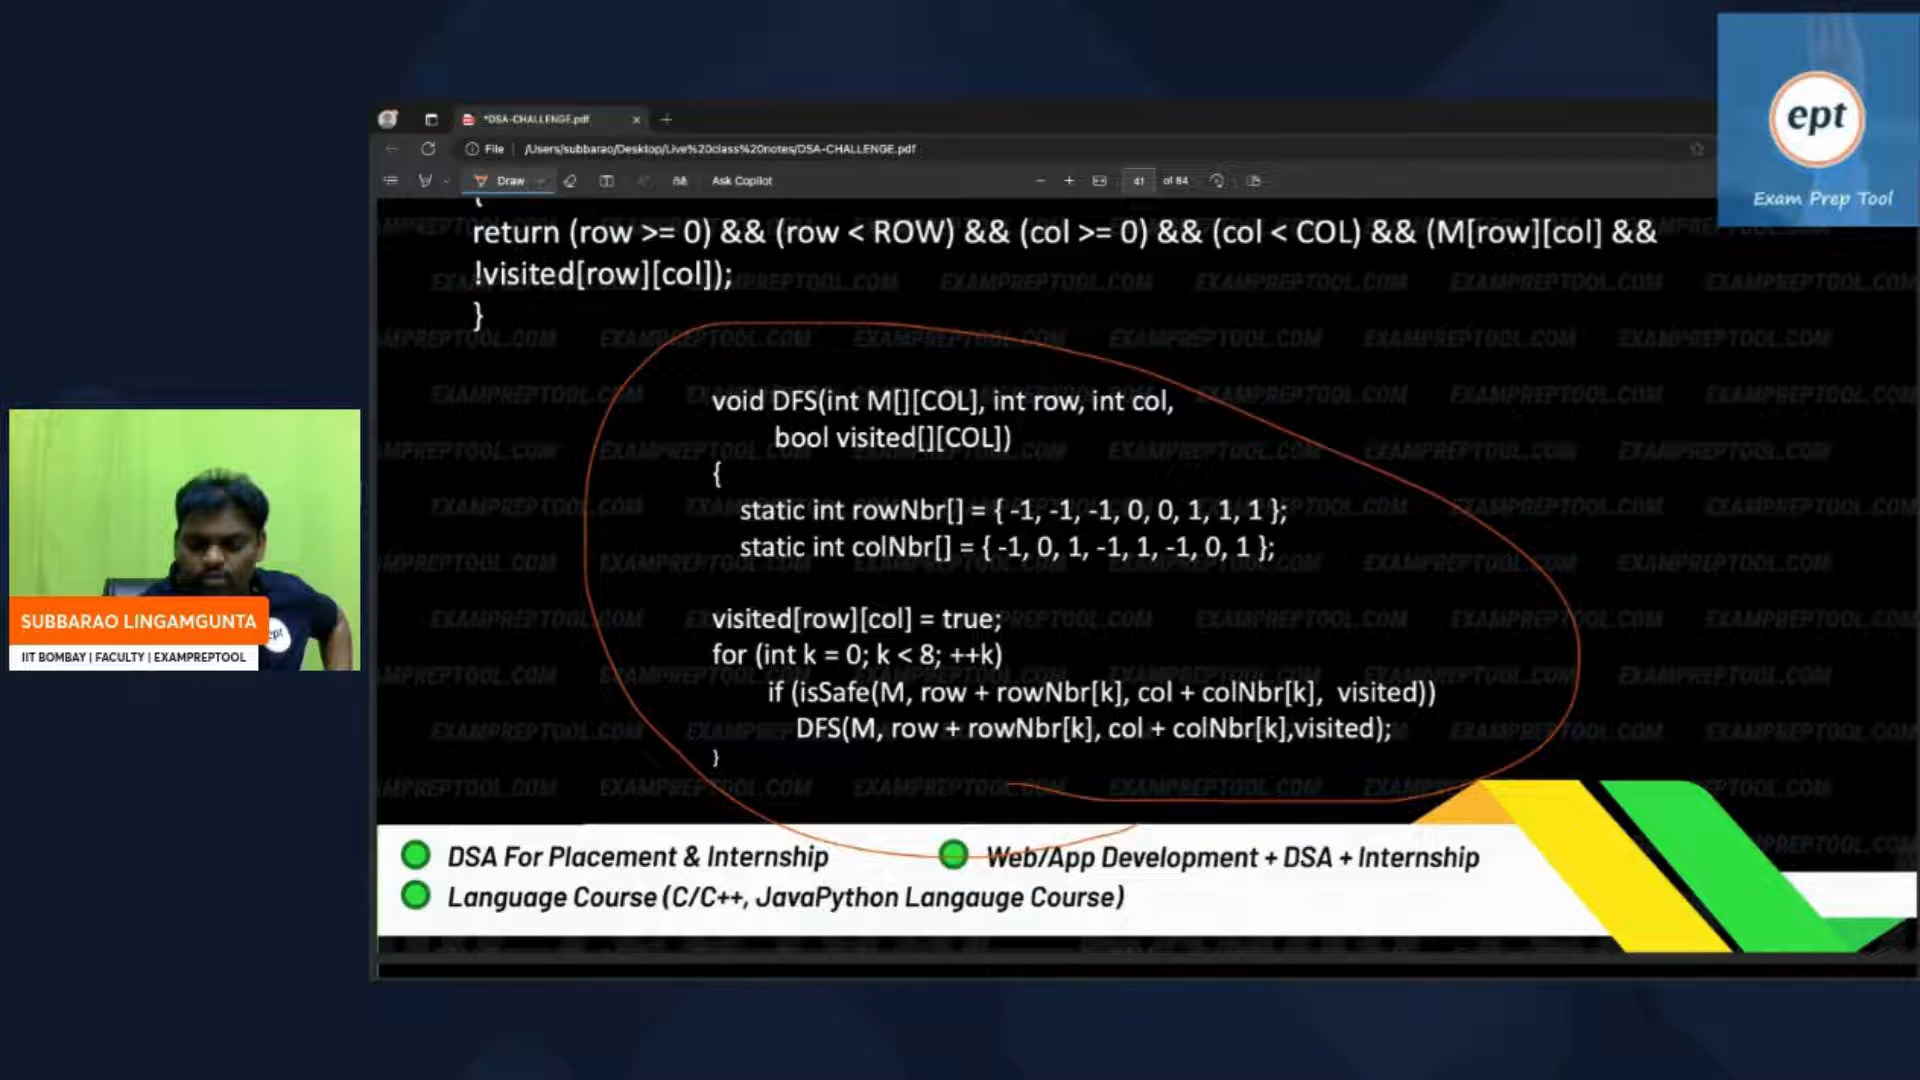 ept
Exam Prep Tool
*DSA-CHALLENGE.pdf
File | /Users/subbarao/Desktop/Live%20class%20notes/DSA-CHALLENGE.pdf
Draw Ask Copilot 41 of 84
{
return (row >= 0) && (row < ROW) && (col >= 0) && (col < COL) && (M[row][col] &&
!visited[row][col]);
}
void DFS(int M[][COL], int row, int col,
bool visited[][COL])
{
static int rowNbr[] = { -1, -1, -1, 0, 0, 1, 1, 1 };
static int colNbr[] = { -1, 0, 1, -1, 1, -1, 0, 1 };
visited[row][col] = true;
for (int k = 0; k < 8; ++k)
if (isSafe(M, row + rowNbr[k], col + colNbr[k], visited))
DFS(M, row + rowNbr[k], col + colNbr[k],visited);
}
SUBBARAO LINGAMGUNTA
IIT BOMBAY | FACULTY | EXAMPREPTOOL
DSA For Placement & Internship
Web/App Development + DSA + Internship
Language Course (C/C++, JavaPython Langauge Course)